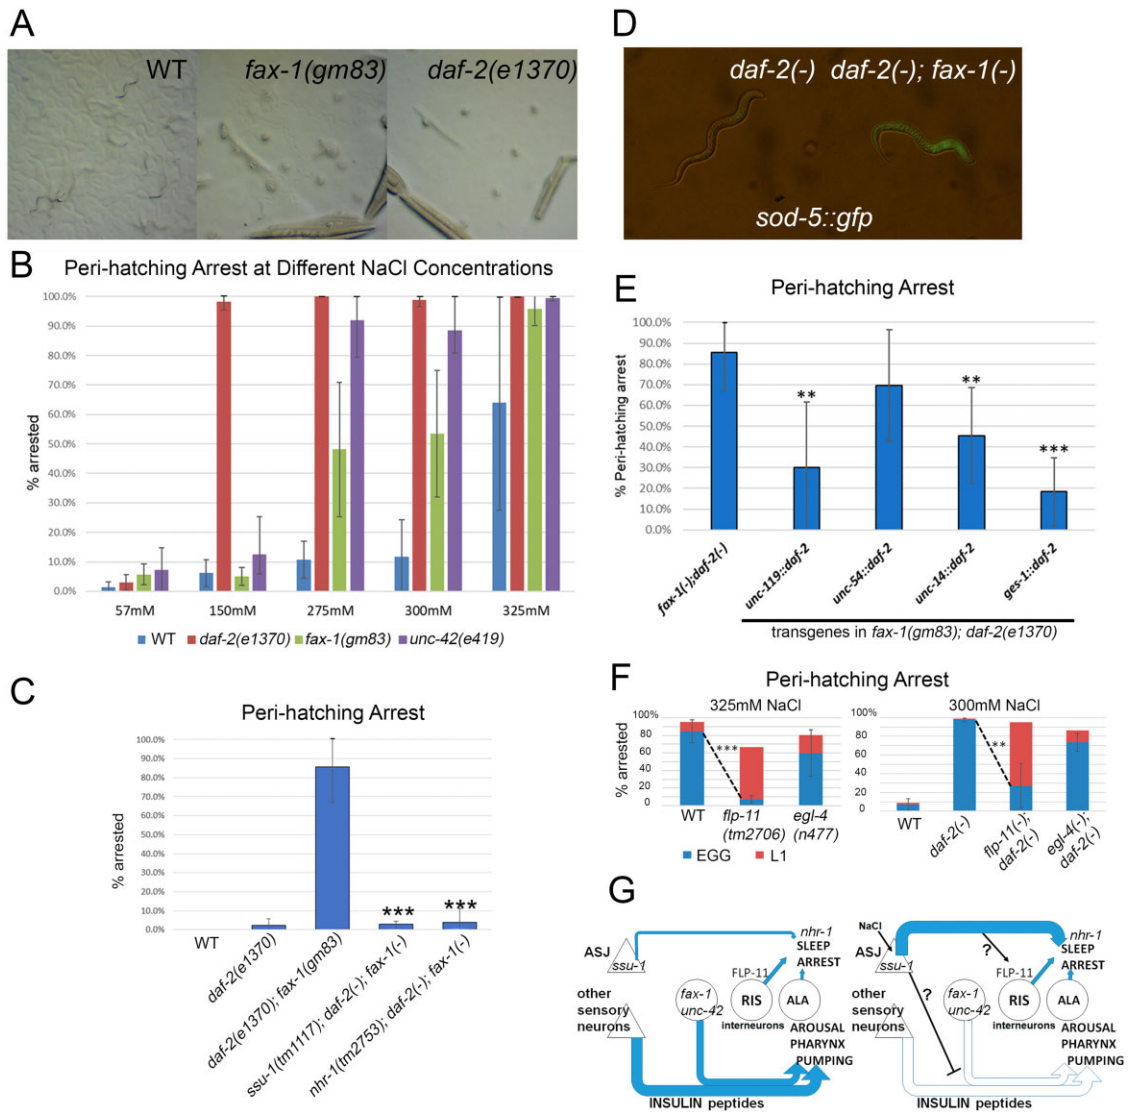 A
WT fax-1(gm83) daf-2(e1370)
B
Peri-hatching Arrest at Different NaCl Concentrations
% arrested
100.0%
90.0%
80.0%
70.0%
60.0%
50.0%
40.0%
30.0%
20.0%
10.0%
0.0%
57mM 150mM 275mM 300mM 325mM
WT daf-2(e1370) fax-1(gm83) unc-42(e419)
C
Peri-hatching Arrest
% arrested
100.0%
90.0%
80.0%
70.0%
60.0%
50.0%
40.0%
30.0%
20.0%
10.0%
0.0%
*** ***
WT
daf-2(e1370)
daf-2(e1370); fax-1(gm83)
ssu-1(tm1117); daf-2(-); fax-1(-)
nhr-1(tm2753); daf-2(-); fax-1(-)
D
daf-2(-) daf-2(-); fax-1(-)
sod-5::gfp
E
Peri-hatching Arrest
% Peri-hatching arrest
100.0%
90.0%
80.0%
70.0%
60.0%
50.0%
40.0%
30.0%
20.0%
10.0%
0.0%
** ** ***
fax-1(-);daf-2(-)
unc-119::daf-2
unc-54::daf-2
unc-14::daf-2
ges-1::daf-2
transgenes in fax-1(gm83); daf-2(e1370)
F
Peri-hatching Arrest
325mM NaCl
% arrested
100%
80
60
40
20
0
***
WT flp-11 egl-4
(tm2706) (n477)
EGG L1
300mM NaCl
100%
80
60
40
20
0
**
WT
daf-2(-)
flp-11(-);
daf-2(-)
egl-4(-);
daf-2(-)
G
ASJ
ssu-1
nhr-1
SLEEP
ARREST
FLP-11
other
sensory
neurons
fax-1
unc-42
RIS
ALA
interneurons
AROUSAL
PHARYNX
PUMPING
INSULIN peptides
NaCl
ASJ
ssu-1
?
nhr-1
SLEEP
ARREST
FLP-11
?
other
sensory
neurons
fax-1
unc-42
RIS
ALA
interneurons
AROUSAL
PHARYNX
PUMPING
INSULIN peptides